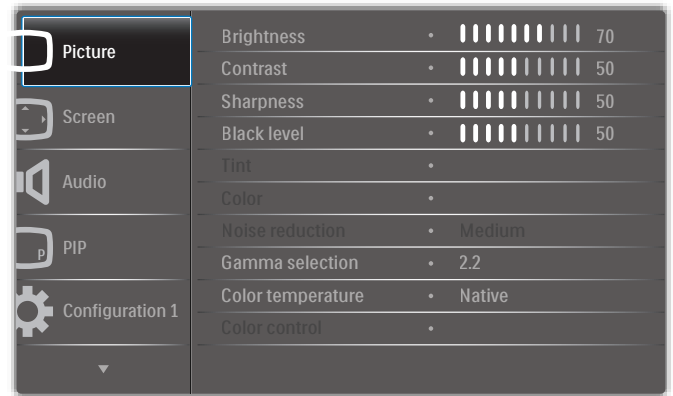 Picture
Screen
Audio
P
PIP
Configuration 1
Brightness • 70
Contrast • 50
Sharpness • 50
Black level • 50
Tint •
Color •
Noise reduction • Medium
Gamma selection • 2.2
Color temperature • Native
Color control •